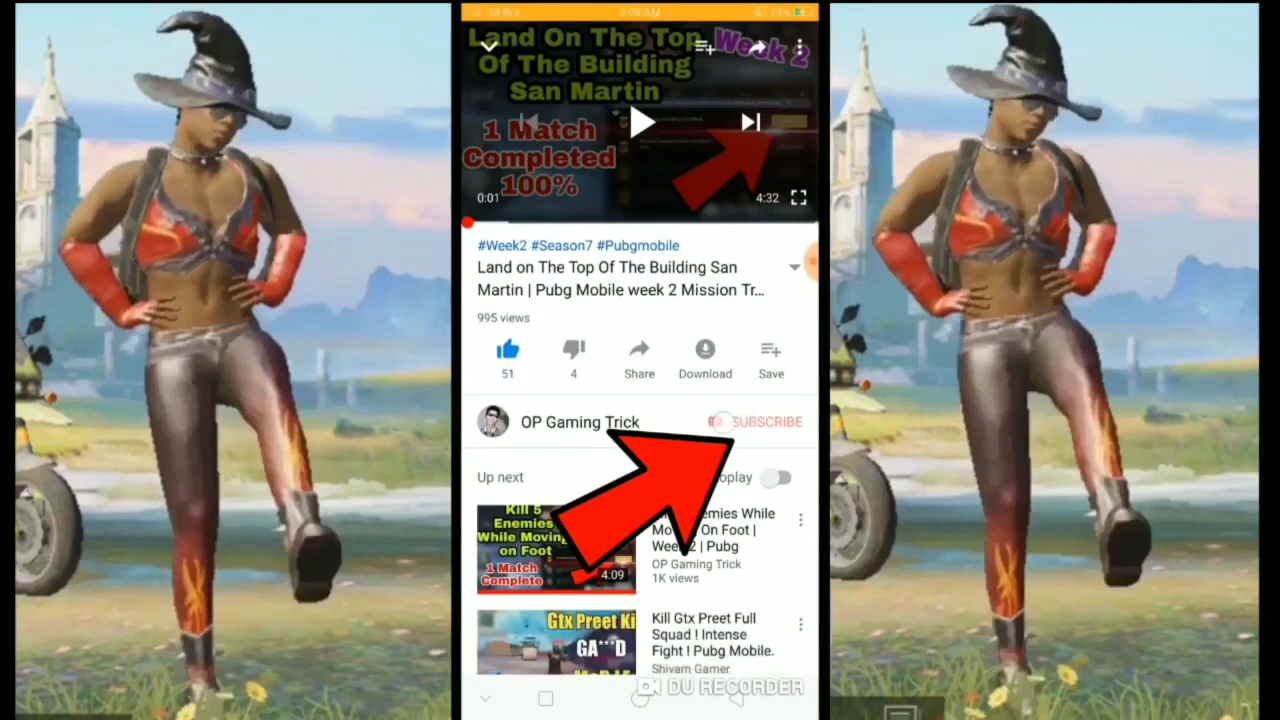 9:09 AM
Land On The Top
Of The Building
San Martin
Week 2
1 Match
Completed
100%
0:01
4:32
#Week2 #Season7 #Pubgmobile
Land on The Top Of The Building San
Martin | Pubg Mobile week 2 Mission Tr...
995 views
51
4
Share
Download
Save
OP Gaming Trick
SUBSCRIBE
Up next
oplay
Kill 5
Enemies
While Moving
on Foot
1 Match
Complete
4:09
emies While
On Foot |
Pubg
OP Gaming Trick
1K views
Gtx Preet Ki
GA***D
Kill Gtx Preet Full
Squad ! Intense
Fight ! Pubg Mobile.
Shivam Gamer
DU RECORDER